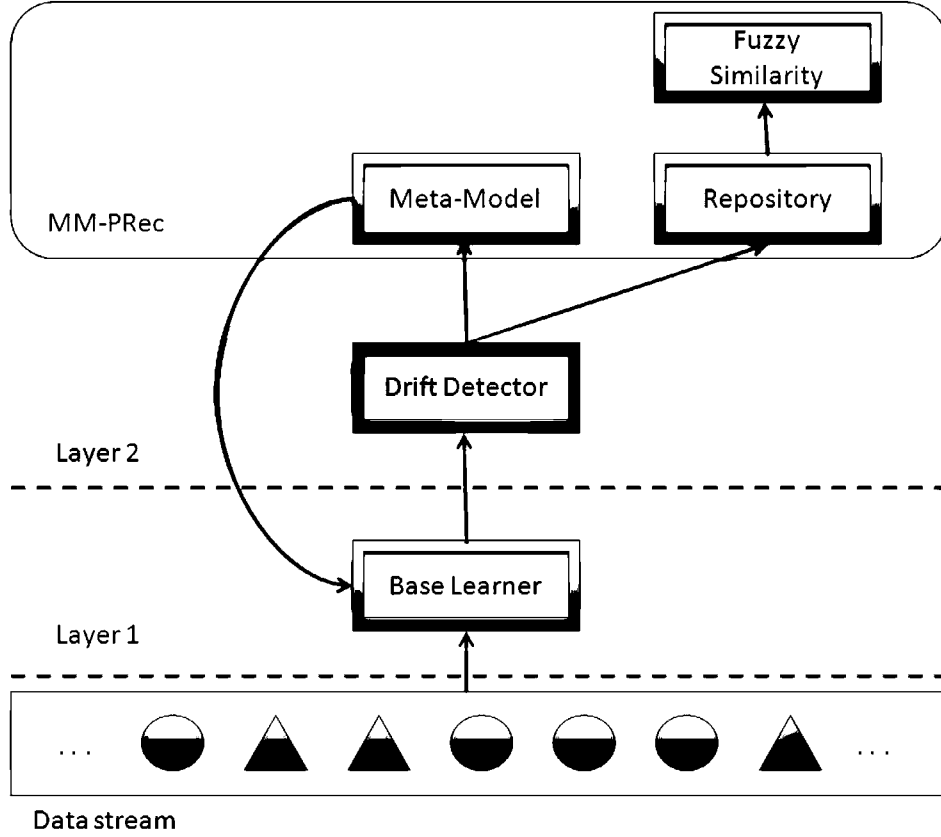 Fuzzy
Similarity
Meta-Model
Repository
MM-PRec
Drift Detector
Layer 2
Base Learner
Layer 1
... ...
Data stream